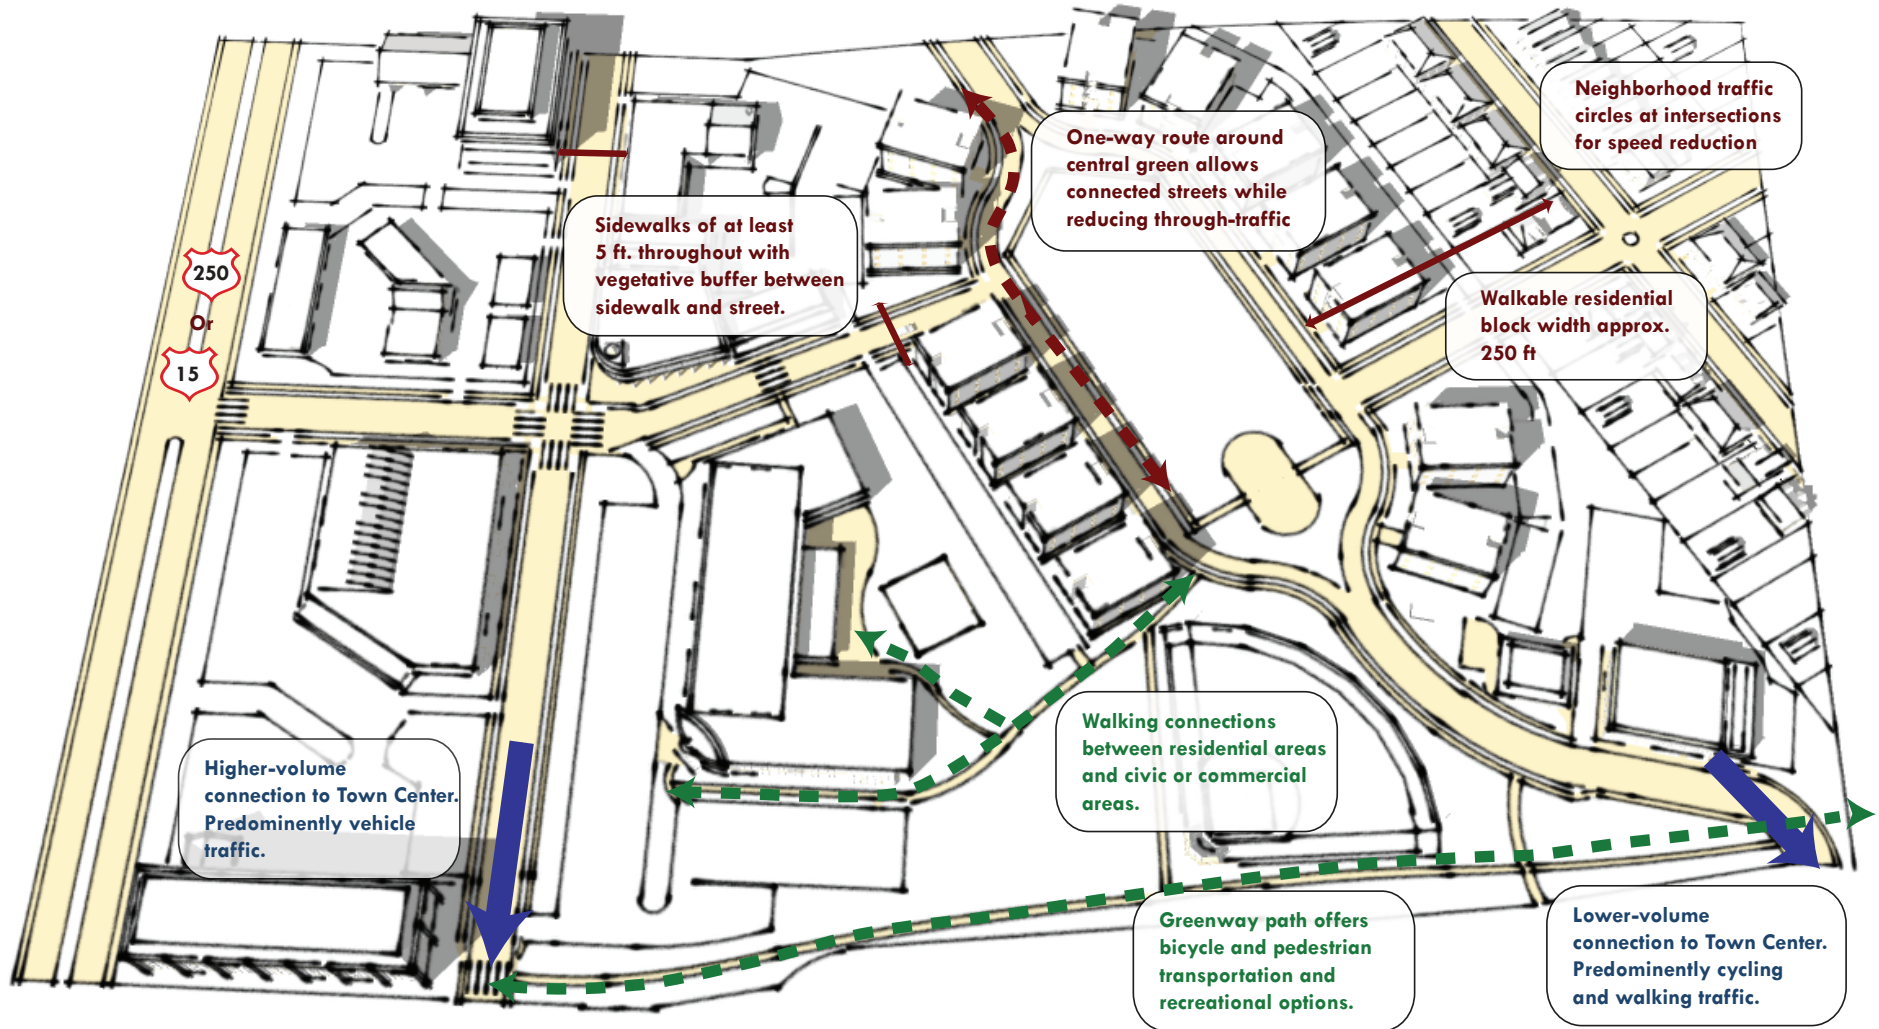 Neighborhood traffic
circles at intersections
for speed reduction
One-way route around
central green allows
connected streets while
reducing through-traffic
Sidewalks of at least
5 ft. throughout with
vegetative buffer between
sidewalk and street.
250
Or
15
Walkable residential
block width approx.
250 ft
Walking connections
between residential areas
and civic or commercial
areas.
Higher-volume
connection to Town Center.
Predominently vehicle
traffic.
Greenway path offers
bicycle and pedestrian
transportation and
recreational options.
Lower-volume
connection to Town Center.
Predominently cycling
and walking traffic.